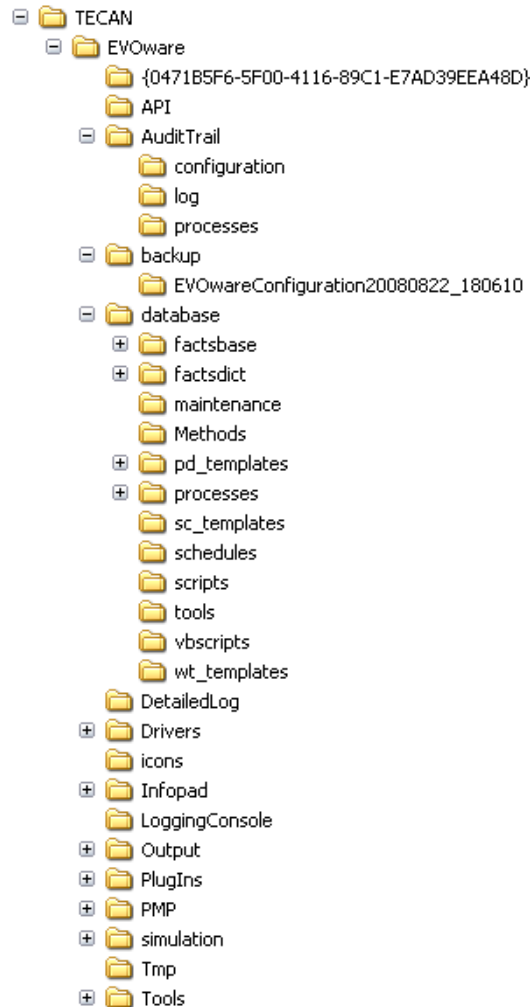 TECAN
EVOware
{0471B5F6-5F00-4116-89C1-E7AD39EEA48D}
API
AuditTrail
configuration
log
processes
backup
EVOwareConfiguration20080822_180610
database
factsbase
factsdict
maintenance
Methods
pd_templates
processes
sc_templates
schedules
scripts
tools
vbscripts
wt_templates
DetailedLog
Drivers
icons
Infopad
LoggingConsole
Output
PlugIns
PMP
simulation
Tmp
Tools